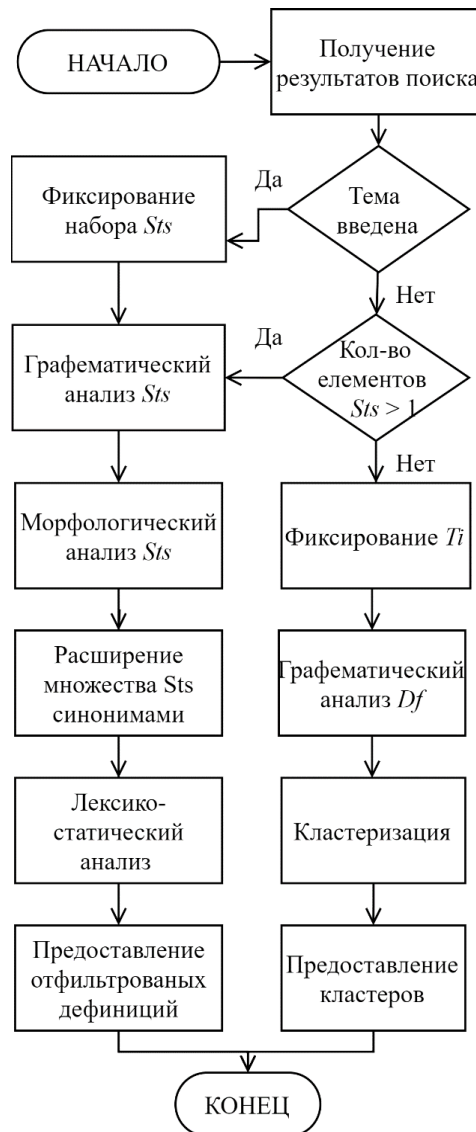 НАЧАЛО
Получение
результатов поиска
Да
Тема
введена
Фиксирование
набора Sts
Нет
Да
Кол-во
елементов
Sts > 1
Графематический
анализ Sts
Нет
Морфологический
анализ Sts
Фиксирование Ti
Расширение
множества Sts
синонимами
Графематический
анализ Df
Лексико-
статический
анализ
Кластеризация
Предоставление
отфильтрованых
дефиниций
Предоставление
кластеров
КОНЕЦ